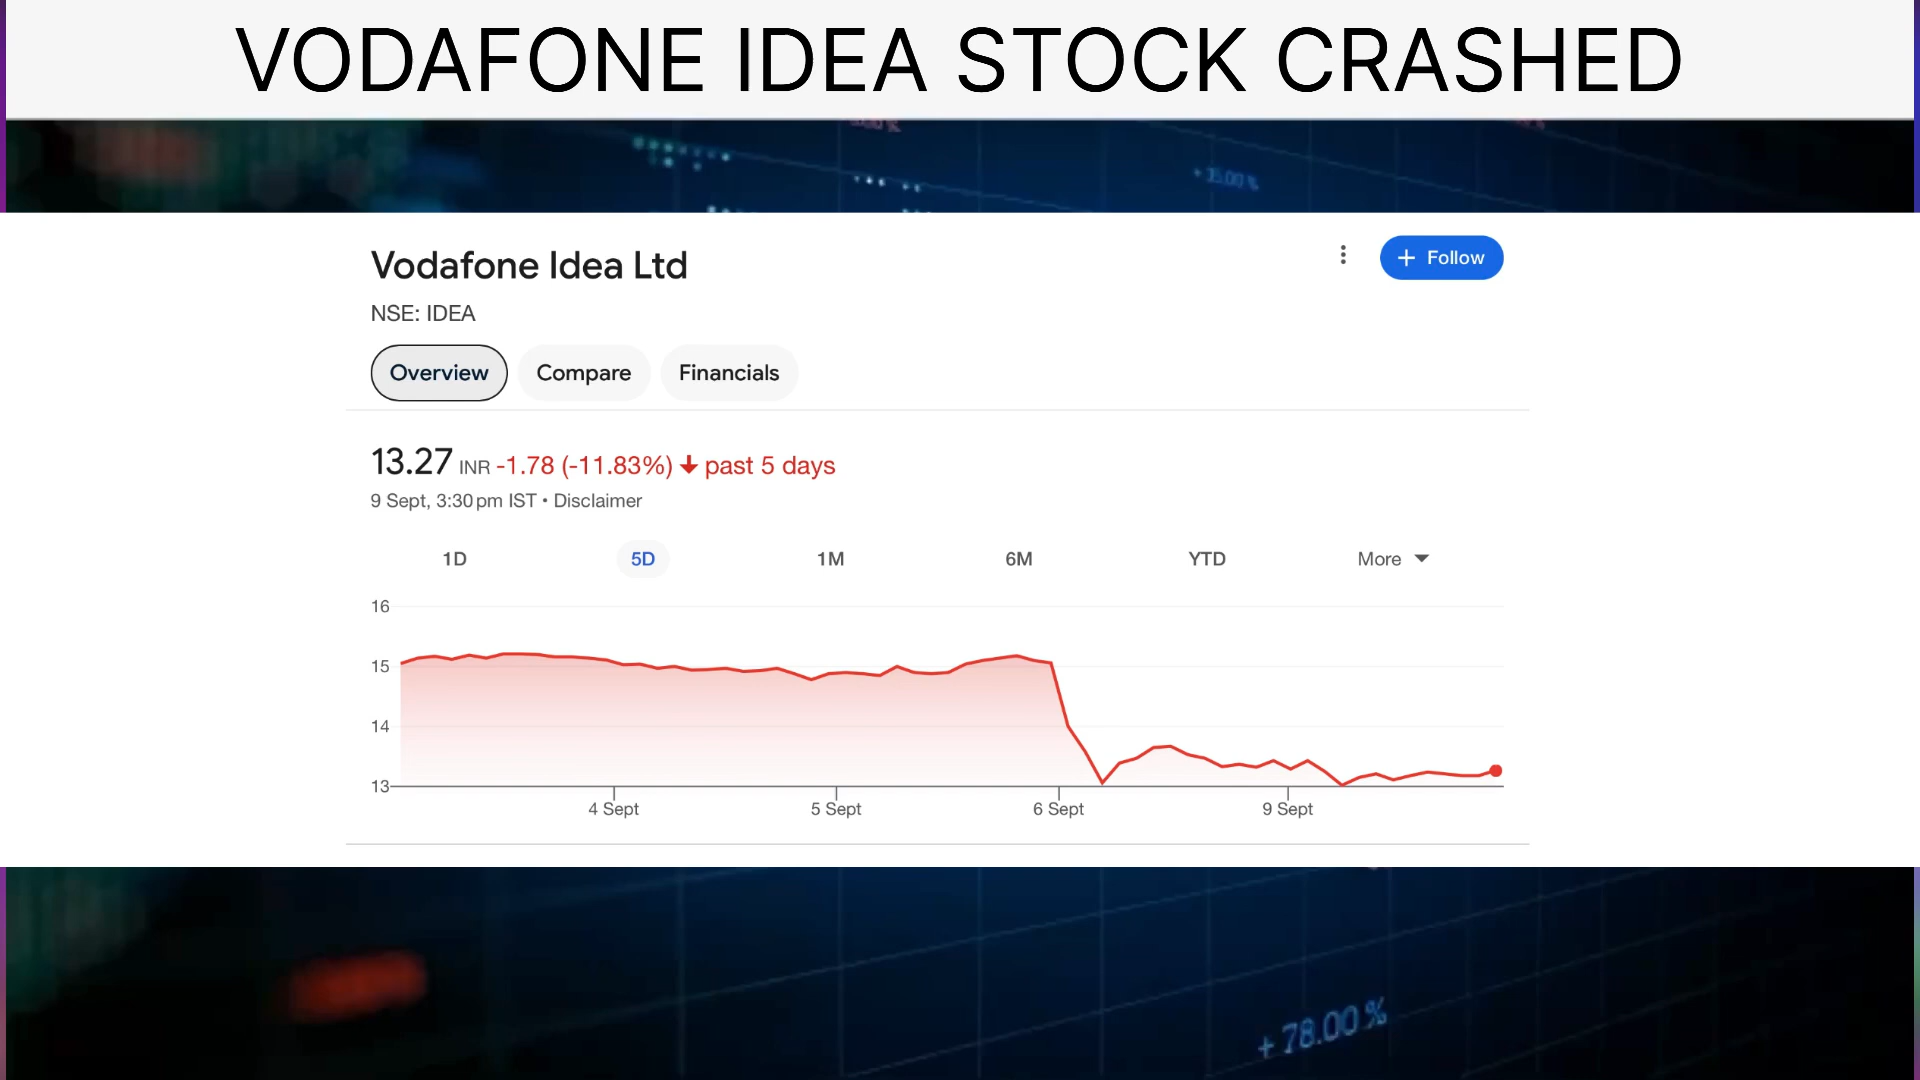 VODAFONE IDEA STOCK CRASHED
Vodafone Idea Ltd
+ Follow
NSE: IDEA
Overview Compare Financials
13.27 INR -1.78 (-11.83%) ↓ past 5 days
9 Sept, 3:30 pm IST • Disclaimer
1D 5D 1M 6M YTD More
16
15
14
13
4 Sept 5 Sept 6 Sept 9 Sept
+ 78.00 %